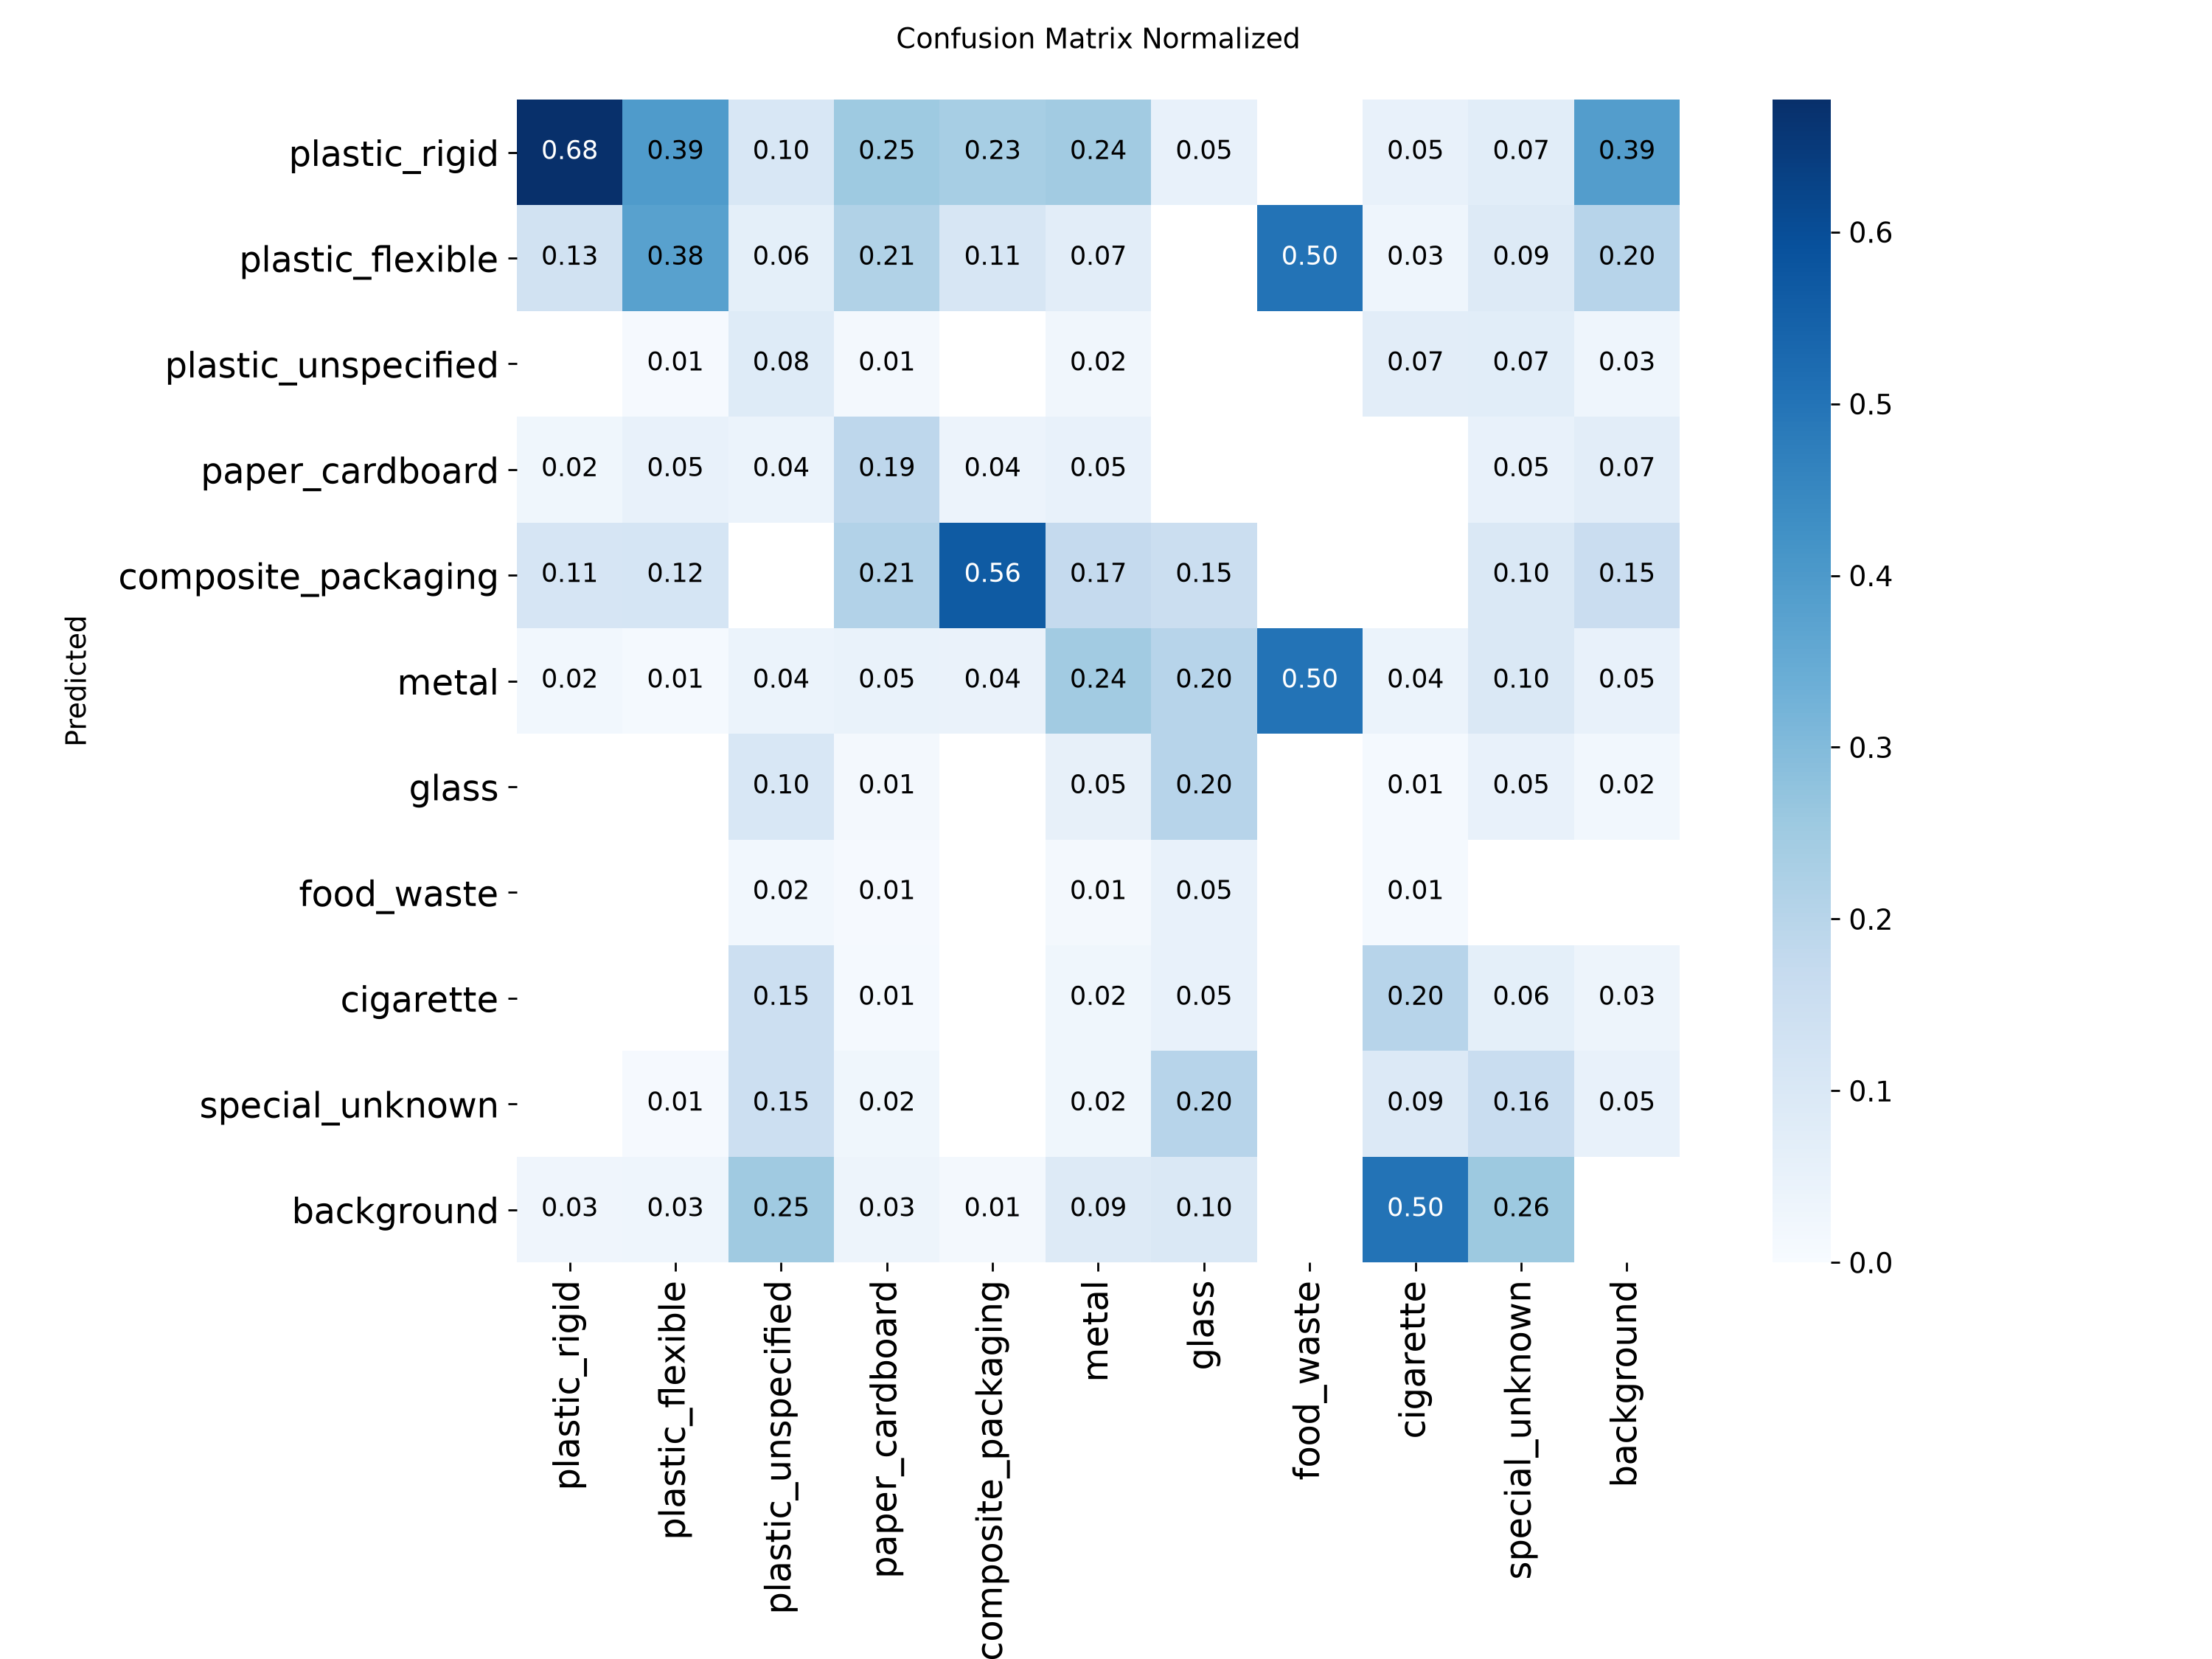 Confusion Matrix Normalized
plastic_rigid 0.68 0.39 0.10 0.25 0.23 0.24 0.05 0.05 0.07 0.39
plastic_flexible 0.13 0.38 0.06 0.21 0.11 0.07 0.50 0.03 0.09 0.20
plastic_unspecified 0.01 0.08 0.01 0.02 0.07 0.07 0.03
paper_cardboard 0.02 0.05 0.04 0.19 0.04 0.05 0.05 0.07
composite_packaging 0.11 0.12 0.21 0.56 0.17 0.15 0.10 0.15
metal 0.02 0.01 0.04 0.05 0.04 0.24 0.20 0.50 0.04 0.10 0.05
glass 0.10 0.01 0.05 0.20 0.01 0.05 0.02
food_waste 0.02 0.01 0.01 0.05 0.01
cigarette 0.15 0.01 0.02 0.05 0.20 0.06 0.03
special_unknown 0.01 0.15 0.02 0.02 0.20 0.09 0.16 0.05
background 0.03 0.03 0.25 0.03 0.01 0.09 0.10 0.50 0.26
Predicted
plastic_rigid
plastic_flexible
plastic_unspecified
paper_cardboard
composite_packaging
metal
glass
food_waste
cigarette
special_unknown
background
0.6
0.5
0.4
0.3
0.2
0.1
0.0